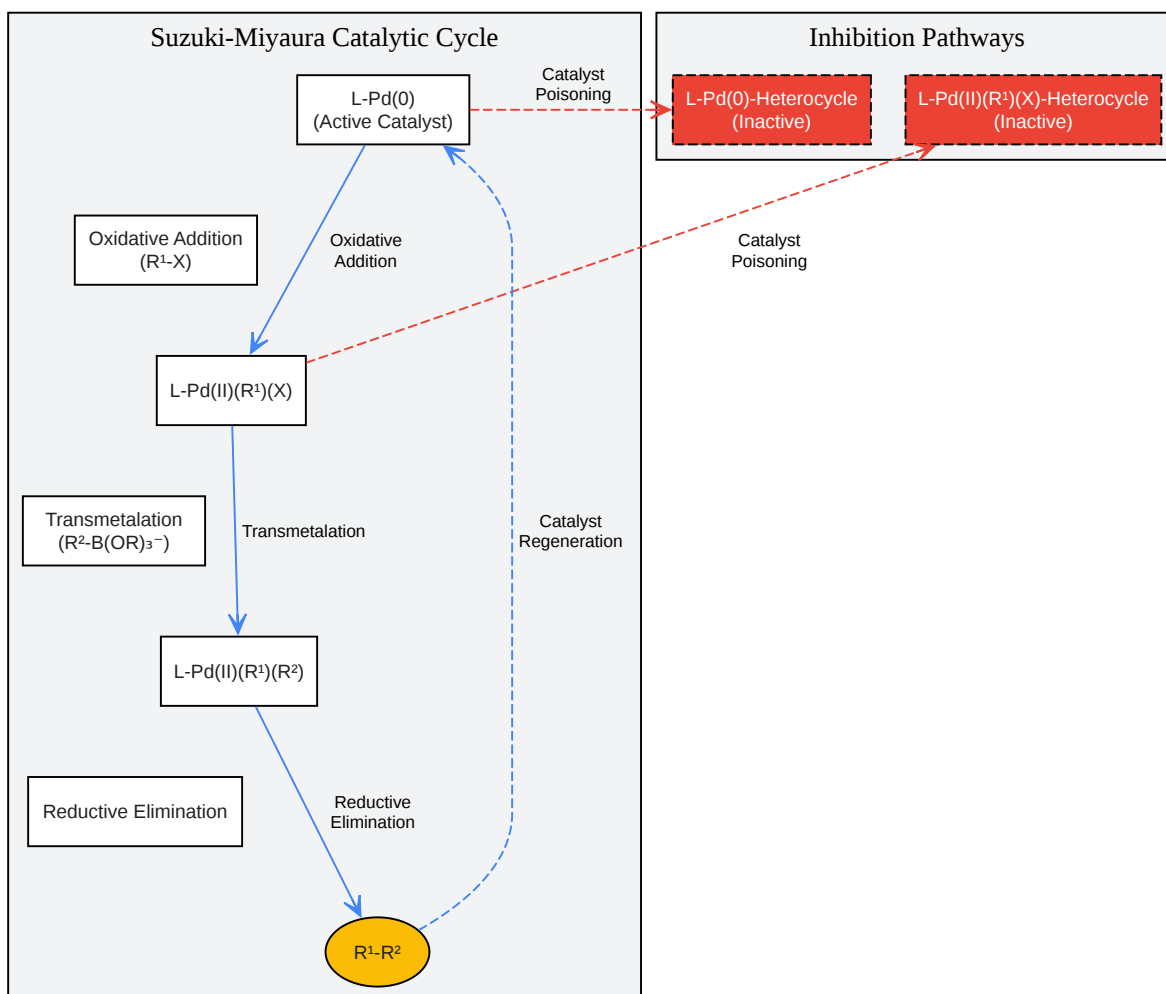 Suzuki-Miyaura Catalytic Cycle
Inhibition Pathways
L-Pd(0)
(Active Catalyst)
Catalyst
Poisoning
L-Pd(0)-Heterocycle
(Inactive)
L-Pd(II)(R¹)(X)-Heterocycle
(Inactive)
Oxidative Addition
(R¹-X)
Oxidative
Addition
Catalyst
Poisoning
L-Pd(II)(R¹)(X)
Transmetalation
(R²-B(OR)₃⁻)
Transmetalation
Catalyst
Regeneration
L-Pd(II)(R¹)(R²)
Reductive Elimination
Reductive
Elimination
R¹-R²